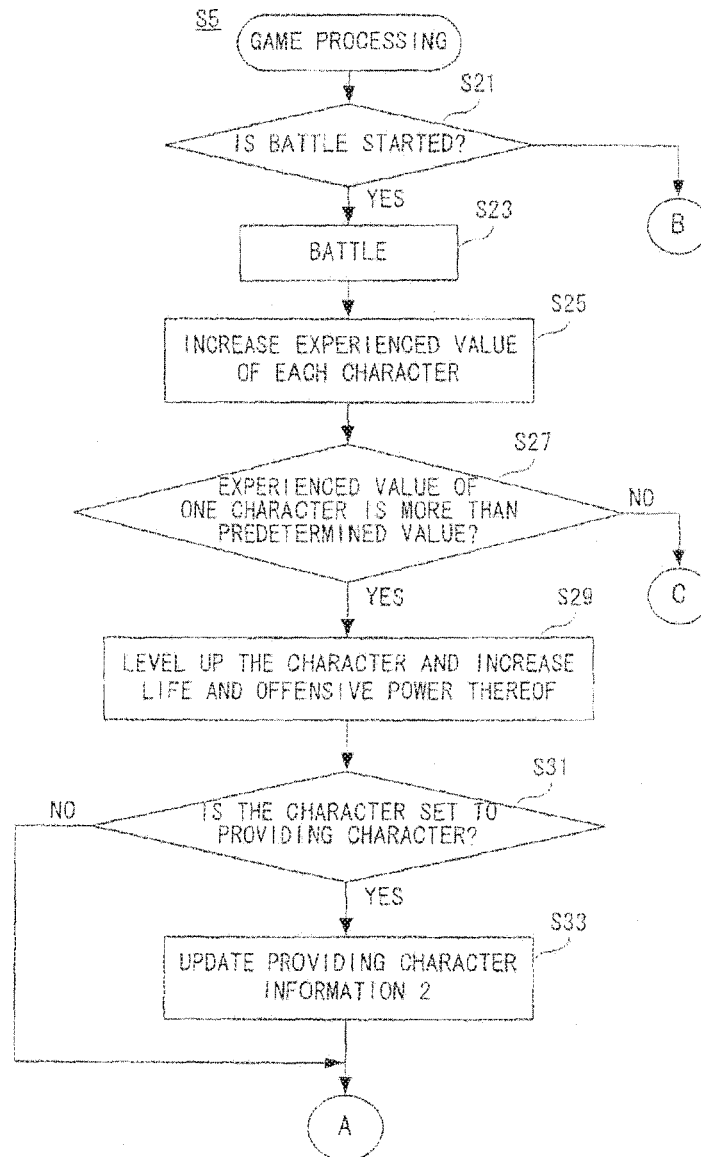 S5
GAME PROCESSING
S21
IS BATTLE STARTED?
YES
B
S23
BATTLE
S25
INCREASE EXPERIENCED VALUE
OF EACH CHARACTER
S27
EXPERIENCED VALUE OF
ONE CHARACTER IS MORE THAN
PREDETERMINED VALUE?
NO
YES
C
S29
LEVEL UP THE CHARACTER AND INCREASE
LIFE AND OFFENSIVE POWER THEREOF
S31
NO
IS THE CHARACTER SET TO
PROVIDING CHARACTER?
YES
S33
UPDATE PROVIDING CHARACTER
INFORMATION 2
A